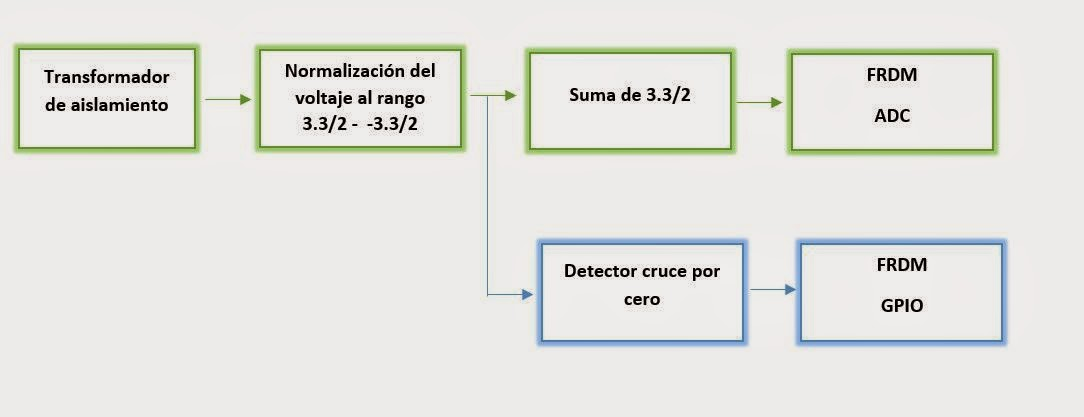 Transformador
de aislamiento
Normalización del
voltaje al rango
3.3/2 -  -3.3/2
Suma de 3.3/2
FRDM
ADC
Detector cruce por
cero
FRDM
GPIO